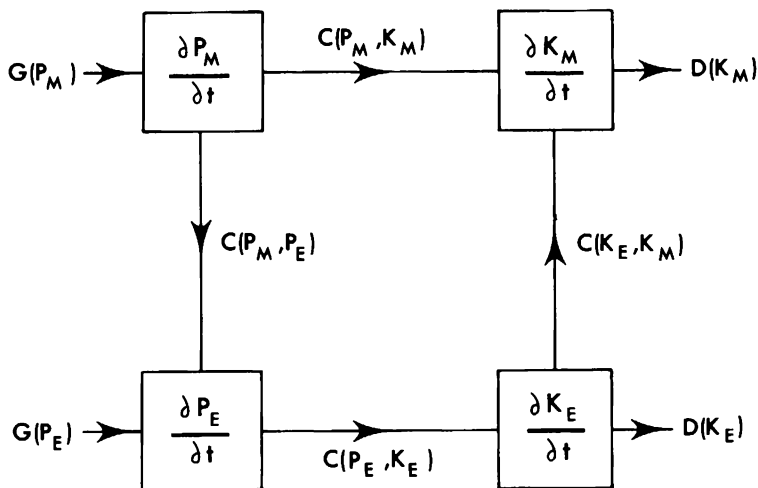 C(P_M, K_M)
G(P_M)
∂P_M
∂t
∂K_M
∂t
D(K_M)
C(P_M, P_E)
C(K_E, K_M)
G(P_E)
∂P_E
∂t
∂K_E
∂t
D(K_E)
C(P_E, K_E)